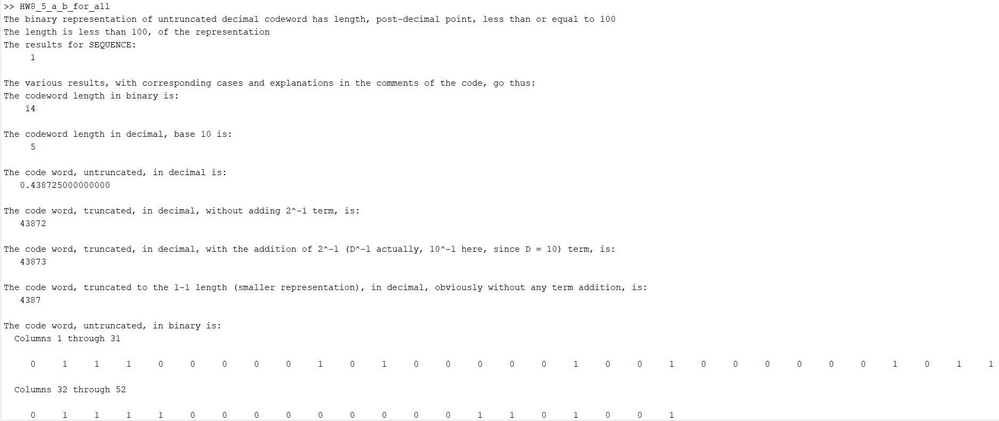 >> HW8_5_a_b_for_all
The binary representation of untruncated decimal codeword has length, post-decimal point, less than or equal to 100
The length is less than 100, of the representation
The results for SEQUENCE:
1
The various results, with corresponding cases and explanations in the comments of the code, go thus:
The codeword length in binary is:
14
The codeword length in decimal, base 10 is:
5
The code word, untruncated, in decimal is:
0.438725000000000
The code word, truncated, in decimal, without adding 2^-1 term, is:
43872
The code word, truncated, in decimal, with the addition of 2^-l (D^-l actually, 10^-l here, since D = 10) term, is:
43873
The code word, truncated to the l-1 length (smaller representation), in decimal, obviously without any term addition, is:
4387
The code word, untruncated, in binary is:
Columns 1 through 31
0 1 1 1 0 0 0 0 0 1 0 1 0 0 0 0 0 1 0 0 1 0 0 0 0 0 0 1 0 1 1
Columns 32 through 52
0 1 1 1 1 0 0 0 0 0 0 0 0 0 1 1 0 1 0 0 1